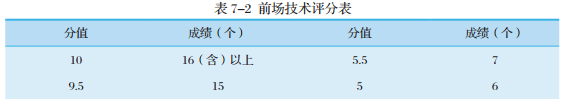 表 7–2 前场技术评分表
分值 成绩（个） 分值 成绩（个）
10 16（含）以上 5.5 7
9.5 15 5 6